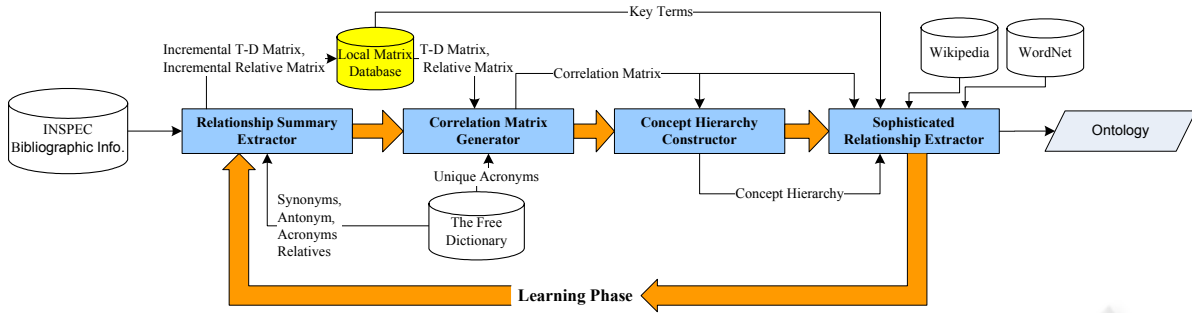 Key Terms
Incremental T-D Matrix,
Incremental Relative Matrix
Local Matrix
Database
T-D Matrix,
Relative Matrix
Correlation Matrix
Wikipedia
WordNet
INSPEC
Bibliographic Info.
Relationship Summary
Extractor
Correlation Matrix
Generator
Concept Hierarchy
Constructor
Sophisticated
Relationship Extractor
Ontology
Unique Acronyms
Concept Hierarchy
Synonyms,
Antonym,
Acronyms
Relatives
The Free
Dictionary
Learning Phase